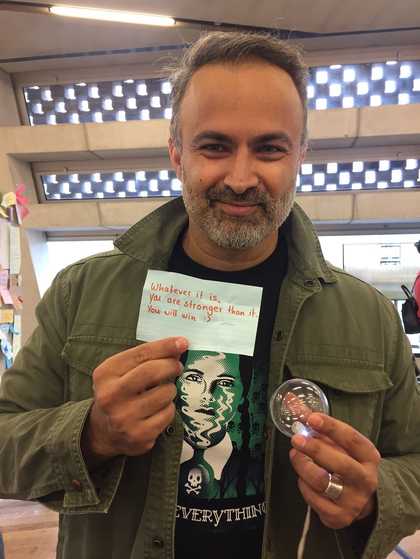 Whatever it is,
you are stronger than it.
You will win :)
EVERYTHING